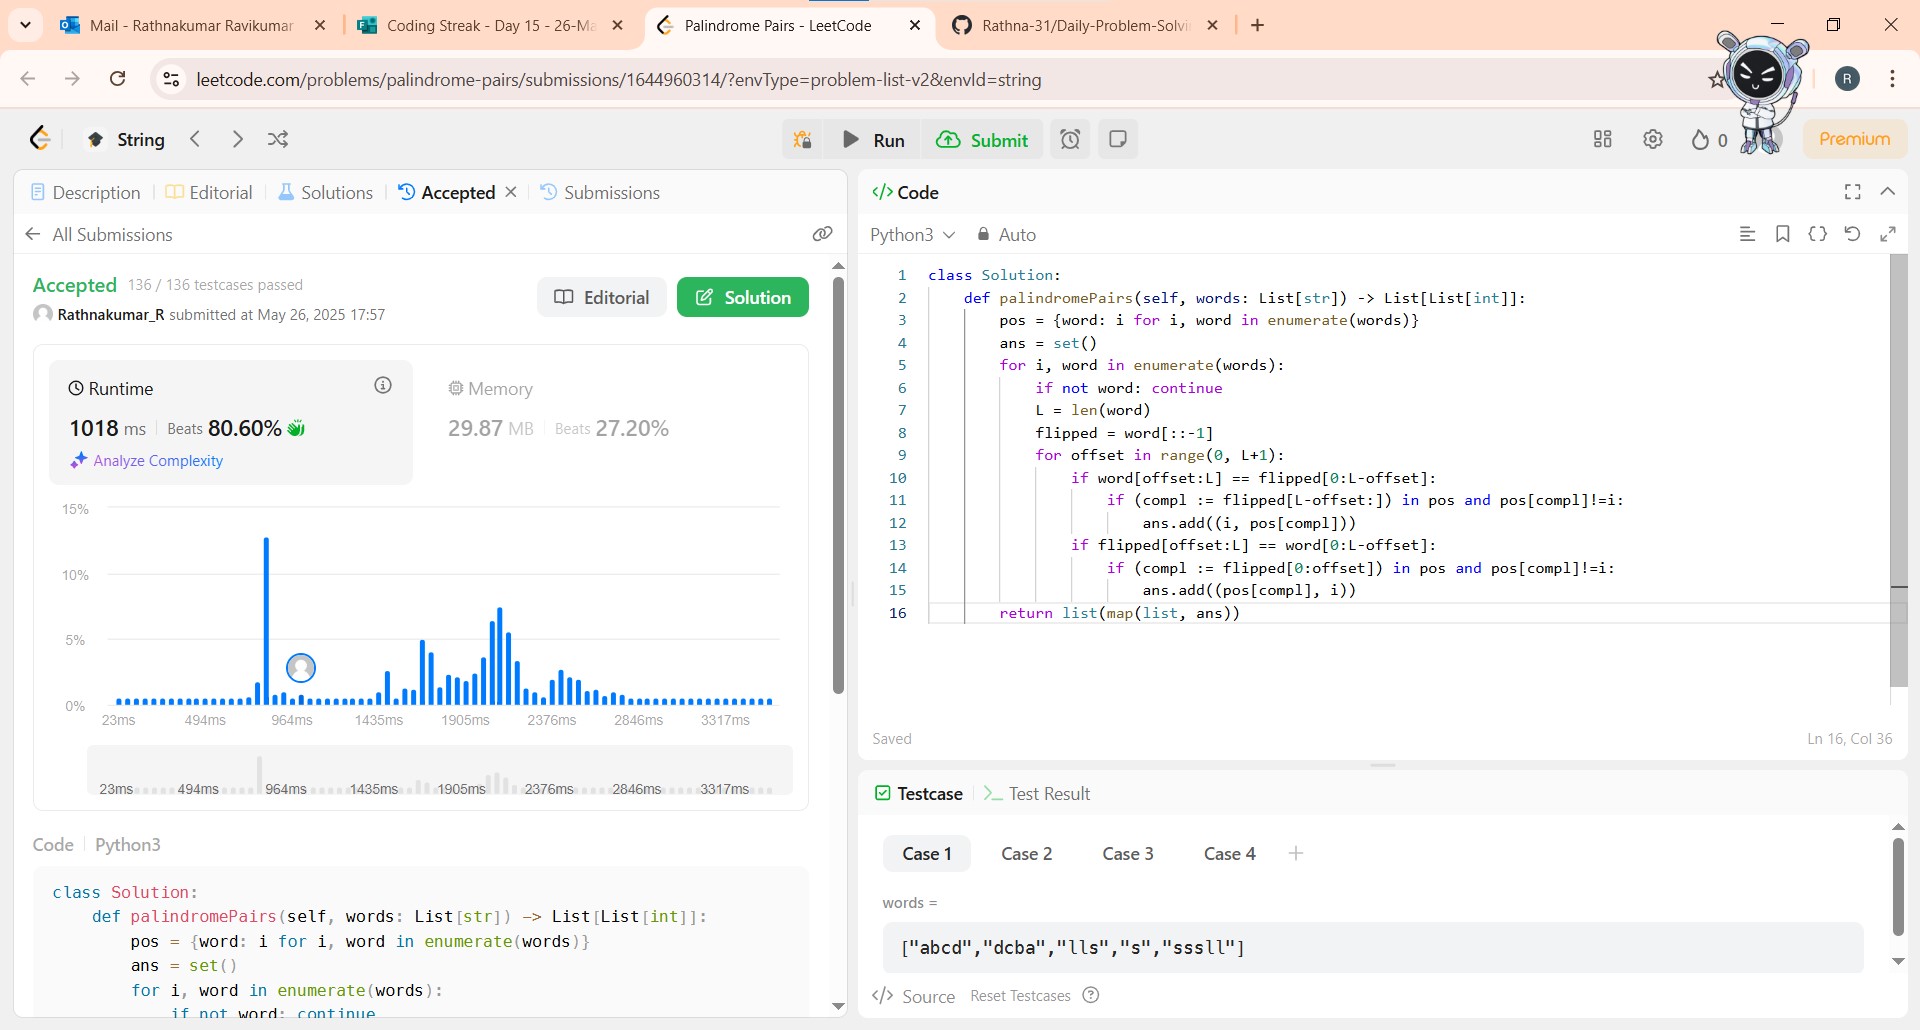 Mail - Rathnakumar Ravikumar
Coding Streak - Day 15 - 26-Ma
Palindrome Pairs - LeetCode
Rathna-31/Daily-Problem-Solvi
leetcode.com/problems/palindrome-pairs/submissions/1644960314/?envType=problem-list-v2&envId=string
R
String
Run
Submit
0
Premium
Description
Editorial
Solutions
Accepted
Submissions
All Submissions
Accepted 136 / 136 testcases passed
Rathnakumar_R submitted at May 26, 2025 17:57
Editorial
Solution
Runtime
1018 ms Beats 80.60%
Analyze Complexity
Memory
29.87 MB Beats 27.20%
15%
10%
5%
0%
23ms 494ms 964ms 1435ms 1905ms 2376ms 2846ms 3317ms
23ms 494ms 964ms 1435ms 1905ms 2376ms 2846ms 3317ms
Code Python3
class Solution:
def palindromePairs(self, words: List[str]) -> List[List[int]]:
pos = {word: i for i, word in enumerate(words)}
ans = set()
for i, word in enumerate(words):
if not word: continue
Code
Python3 Auto
1 class Solution:
2 def palindromePairs(self, words: List[str]) -> List[List[int]]:
3 pos = {word: i for i, word in enumerate(words)}
4 ans = set()
5 for i, word in enumerate(words):
6 if not word: continue
7 L = len(word)
8 flipped = word[::-1]
9 for offset in range(0, L+1):
10 if word[offset:L] == flipped[0:L-offset]:
11 if (compl := flipped[L-offset:]) in pos and pos[compl]!=i:
12 ans.add((i, pos[compl]))
13 if flipped[offset:L] == word[0:L-offset]:
14 if (compl := flipped[0:offset]) in pos and pos[compl]!=i:
15 ans.add((pos[compl], i))
16 return list(map(list, ans))
Saved
Ln 16, Col 36
Testcase
Test Result
Case 1 Case 2 Case 3 Case 4
words =
["abcd","dcba","lls","s","sssll"]
Source Reset Testcases